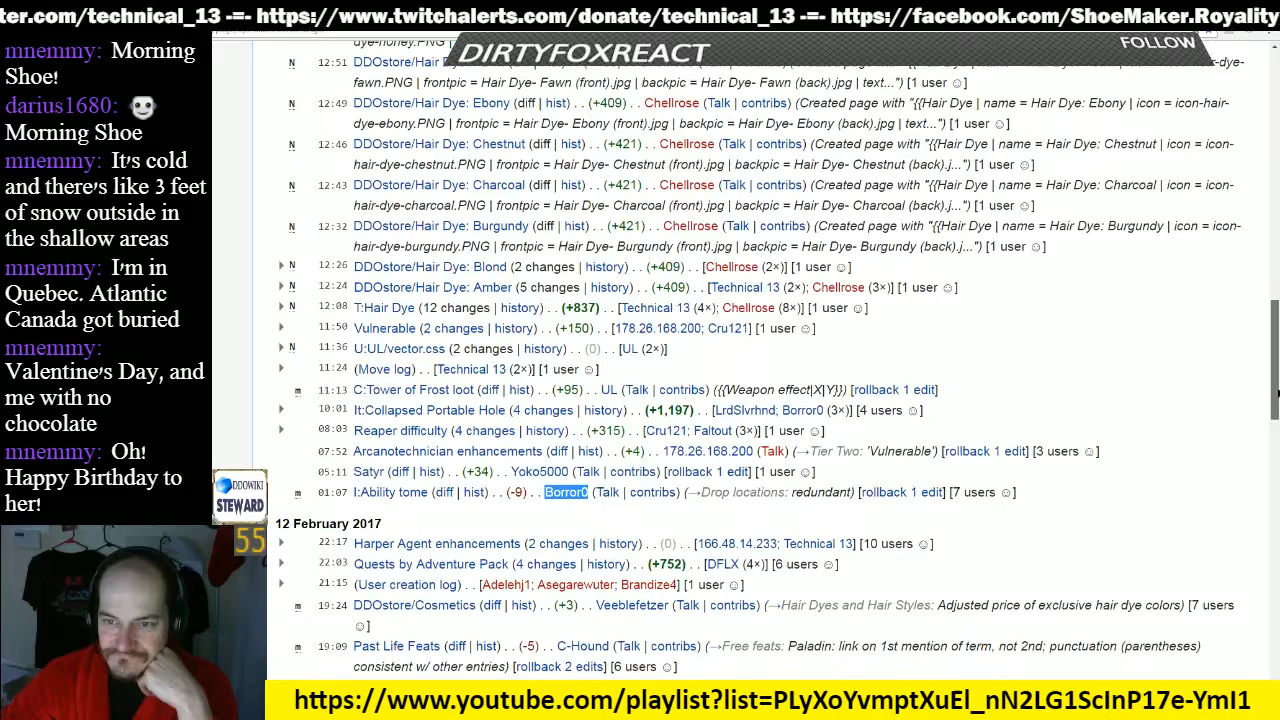 ter.com/technical_13 -=- https://www.twitchalerts.com/donate/technical_13 -=- https://facebook.com/ShoeMaker.Royality
DIRTYFOXREACT
FOLLOW
mnemmy: Morning
Shoe!
darius1680:
Morning Shoe
mnemmy: It's cold
and there's like 3 feet
of snow outside in
the shallow areas
mnemmy: I'm in
Quebec. Atlantic
Canada got buried
mnemmy:
Valentine's Day, and
me with no
chocolate
mnemmy: Oh!
Happy Birthday to
her!
DDOWIKI
STEWARD
55
N 12:51 DDOstore/Hair D
fawn.PNG | frontpic = Hair Dye- Fawn (front).jpg | backpic = Hair Dye- Fawn (back).jpg | text...") [1 user ☺]
N 12:49 DDOstore/Hair Dye: Ebony (diff | hist) . . (+409) . . Chellrose (Talk | contribs) (Created page with "{{Hair Dye | name = Hair Dye: Ebony | icon = icon-hair-
dye-ebony.PNG | frontpic = Hair Dye- Ebony (front).jpg | backpic = Hair Dye- Ebony (back).jpg | text...") [1 user ☺]
N 12:46 DDOstore/Hair Dye: Chestnut (diff | hist) . . (+421) . . Chellrose (Talk | contribs) (Created page with "{{Hair Dye | name = Hair Dye: Chestnut | icon = icon-
hair-dye-chestnut.PNG | frontpic = Hair Dye- Chestnut (front).jpg | backpic = Hair Dye- Chestnut (back).j...") [1 user ☺]
N 12:43 DDOstore/Hair Dye: Charcoal (diff | hist) . . (+421) . . Chellrose (Talk | contribs) (Created page with "{{Hair Dye | name = Hair Dye: Charcoal | icon = icon-
hair-dye-charcoal.PNG | frontpic = Hair Dye- Charcoal (front).jpg | backpic = Hair Dye- Charcoal (back).j...") [1 user ☺]
N 12:32 DDOstore/Hair Dye: Burgundy (diff | hist) . . (+421) . . Chellrose (Talk | contribs) (Created page with "{{Hair Dye | name = Hair Dye: Burgundy | icon = icon-
hair-dye-burgundy.PNG | frontpic = Hair Dye- Burgundy (front).jpg | backpic = Hair Dye- Burgundy (back).j...") [1 user ☺]
N 12:26 DDOstore/Hair Dye: Blond (2 changes | history) . . (+409) . . [Chellrose (2×)] [1 user ☺]
N 12:24 DDOstore/Hair Dye: Amber (5 changes | history) . . (+409) . . [Technical 13 (2×); Chellrose (3×)] [1 user ☺]
N 12:08 T:Hair Dye (12 changes | history) . . (+837) . . [Technical 13 (4×); Chellrose (8×)] [1 user ☺]
11:50 Vulnerable (2 changes | history) . . (+150) . . [178.26.168.200; Cru121] [1 user ☺]
N 11:36 U:UL/vector.css (2 changes | history) . . (0) . . [UL (2×)]
11:24 (Move log) . . [Technical 13 (2×)] [1 user ☺]
m 11:13 C:Tower of Frost loot (diff | hist) . . (+95) . . UL (Talk | contribs) ({{Weapon effect|X|Y}}) [rollback 1 edit]
10:01 It:Collapsed Portable Hole (4 changes | history) . . (+1,197) . . [LrdSlvrhnd; Borror0 (3×)] [4 users ☺]
08:03 Reaper difficulty (4 changes | history) . . (+315) . . [Cru121; Faltout (3×)] [1 user ☺]
07:52 Arcanotechnician enhancements (diff | hist) . . (+4) . . 178.26.168.200 (Talk) (→Tier Two: 'Vulnerable') [rollback 1 edit] [3 users ☺]
05:11 Satyr (diff | hist) . . (+34) . . Yoko5000 (Talk | contribs) [rollback 1 edit] [1 user ☺]
m 01:07 I:Ability tome (diff | hist) . . (-9) . . Borror0 (Talk | contribs) (→Drop locations: redundant) [rollback 1 edit] [7 users ☺]
12 February 2017
22:17 Harper Agent enhancements (2 changes | history) . . (0) . . [166.48.14.233; Technical 13] [10 users ☺]
22:03 Quests by Adventure Pack (4 changes | history) . . (+752) . . [DFLX (4×)] [6 users ☺]
21:15 (User creation log) . . [Adelehj1; Asegarewuter; Brandize4] [1 user ☺]
m 19:24 DDOstore/Cosmetics (diff | hist) . . (+3) . . Veeblefetzer (Talk | contribs) (→Hair Dyes and Hair Styles: Adjusted price of exclusive hair dye colors) [7 users
☺]
m 19:09 Past Life Feats (diff | hist) . . (-5) . . C-Hound (Talk | contribs) (→Free feats: Paladin: link on 1st mention of term, not 2nd; punctuation (parentheses)
consistent w/ other entries) [rollback 2 edits] [6 users ☺]
https://www.youtube.com/playlist?list=PLyXoYvmptXuEl_nN2LG1ScInP17e-YmI1